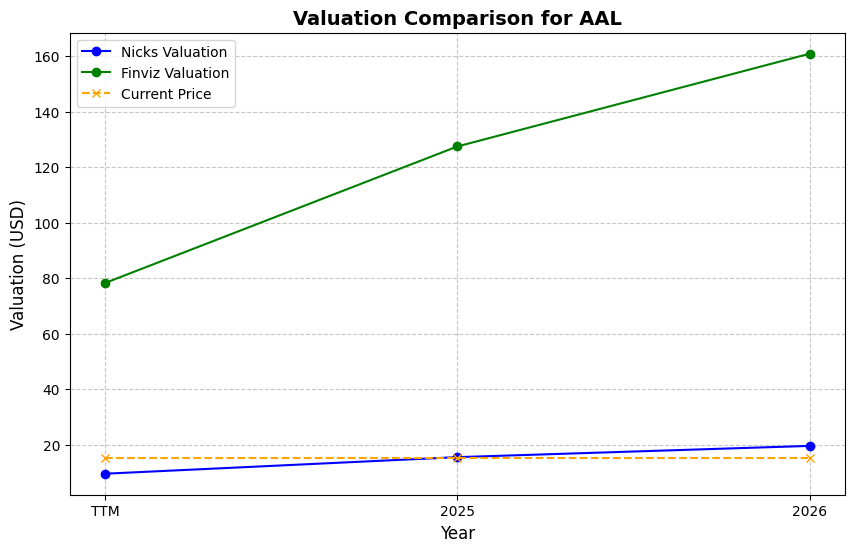 Valuation Comparison for AAL
Nicks Valuation
Finviz Valuation
Current Price
Valuation (USD)
160
140
120
100
80
60
40
20
TTM
2025
2026
Year